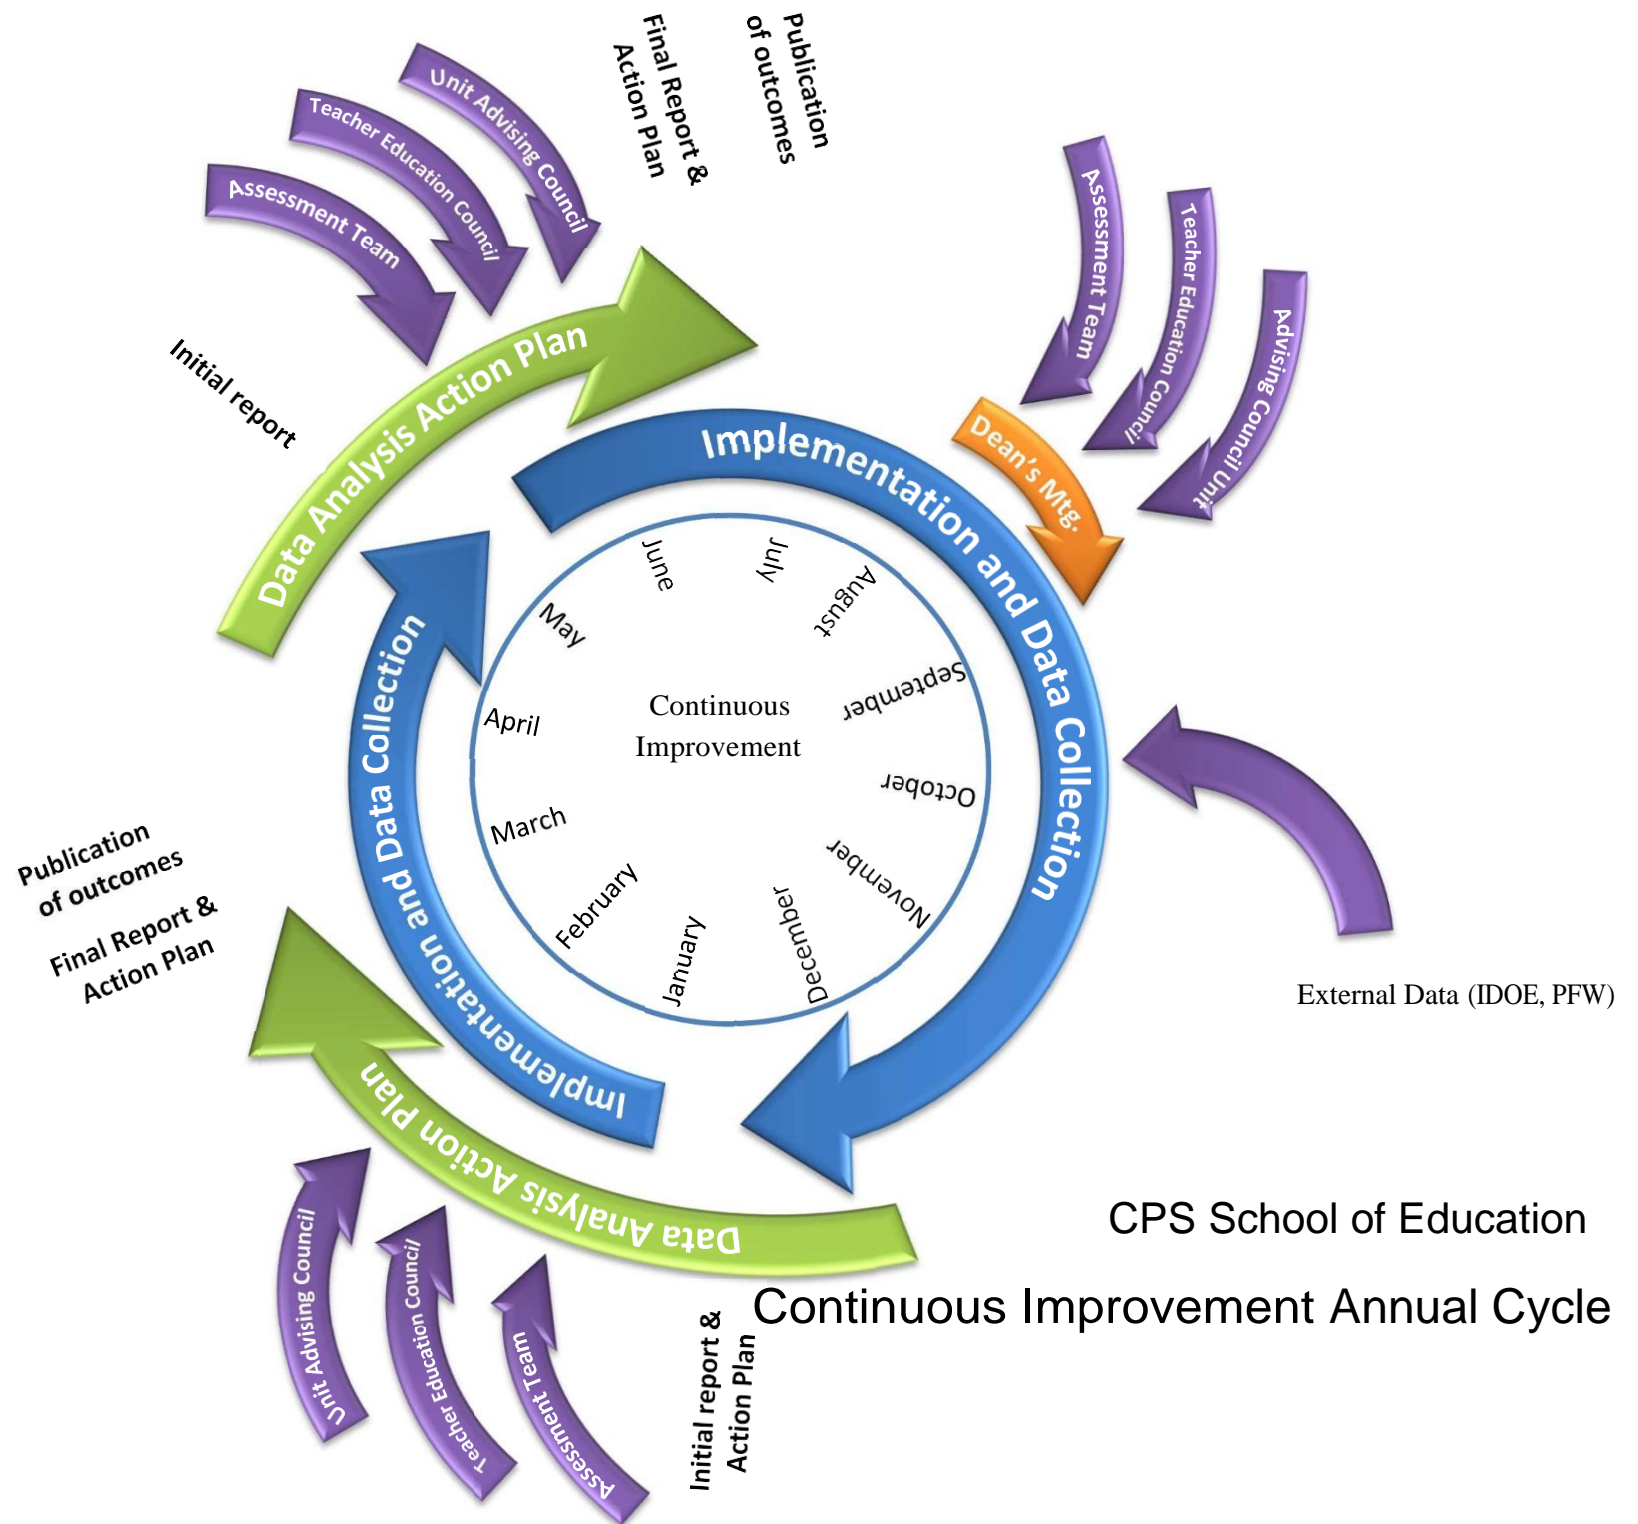 Unit Advising Council
Teacher Education Council
Assessment Team
Final Report &
Action Plan
Publication
of outcomes
Initial report
Data Analysis Action Plan
Assessment Team
Teacher Education Council
Advising Council Unit
Dean's Mtg.
Implementation and Data Collection
Implementation and Data Collection
June
July
August
September
October
November
December
January
February
March
April
May
Continuous
Improvement
External Data (IDOE, PFW)
Publication
of outcomes
Final Report &
Action Plan
Data Analysis Action Plan
Unit Advising Council
Teacher Education Council
Assessment Team
Initial report &
Action Plan
CPS School of Education
Continuous Improvement Annual Cycle